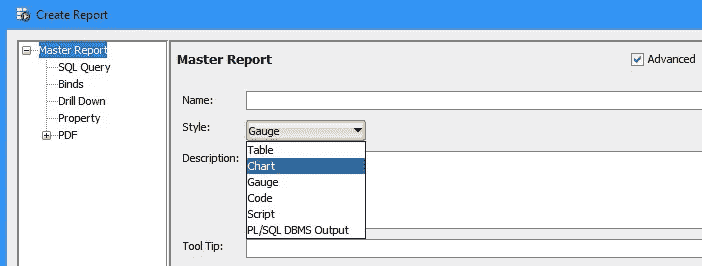 Create Report
Master Report
SQL Query
Binds
Drill Down
Property
PDF
Master Report
Advanced
Name:
Style:
Gauge
Table
Description:
Chart
Gauge
Code
Script
PL/SQL DBMS Output
Tool Tip: